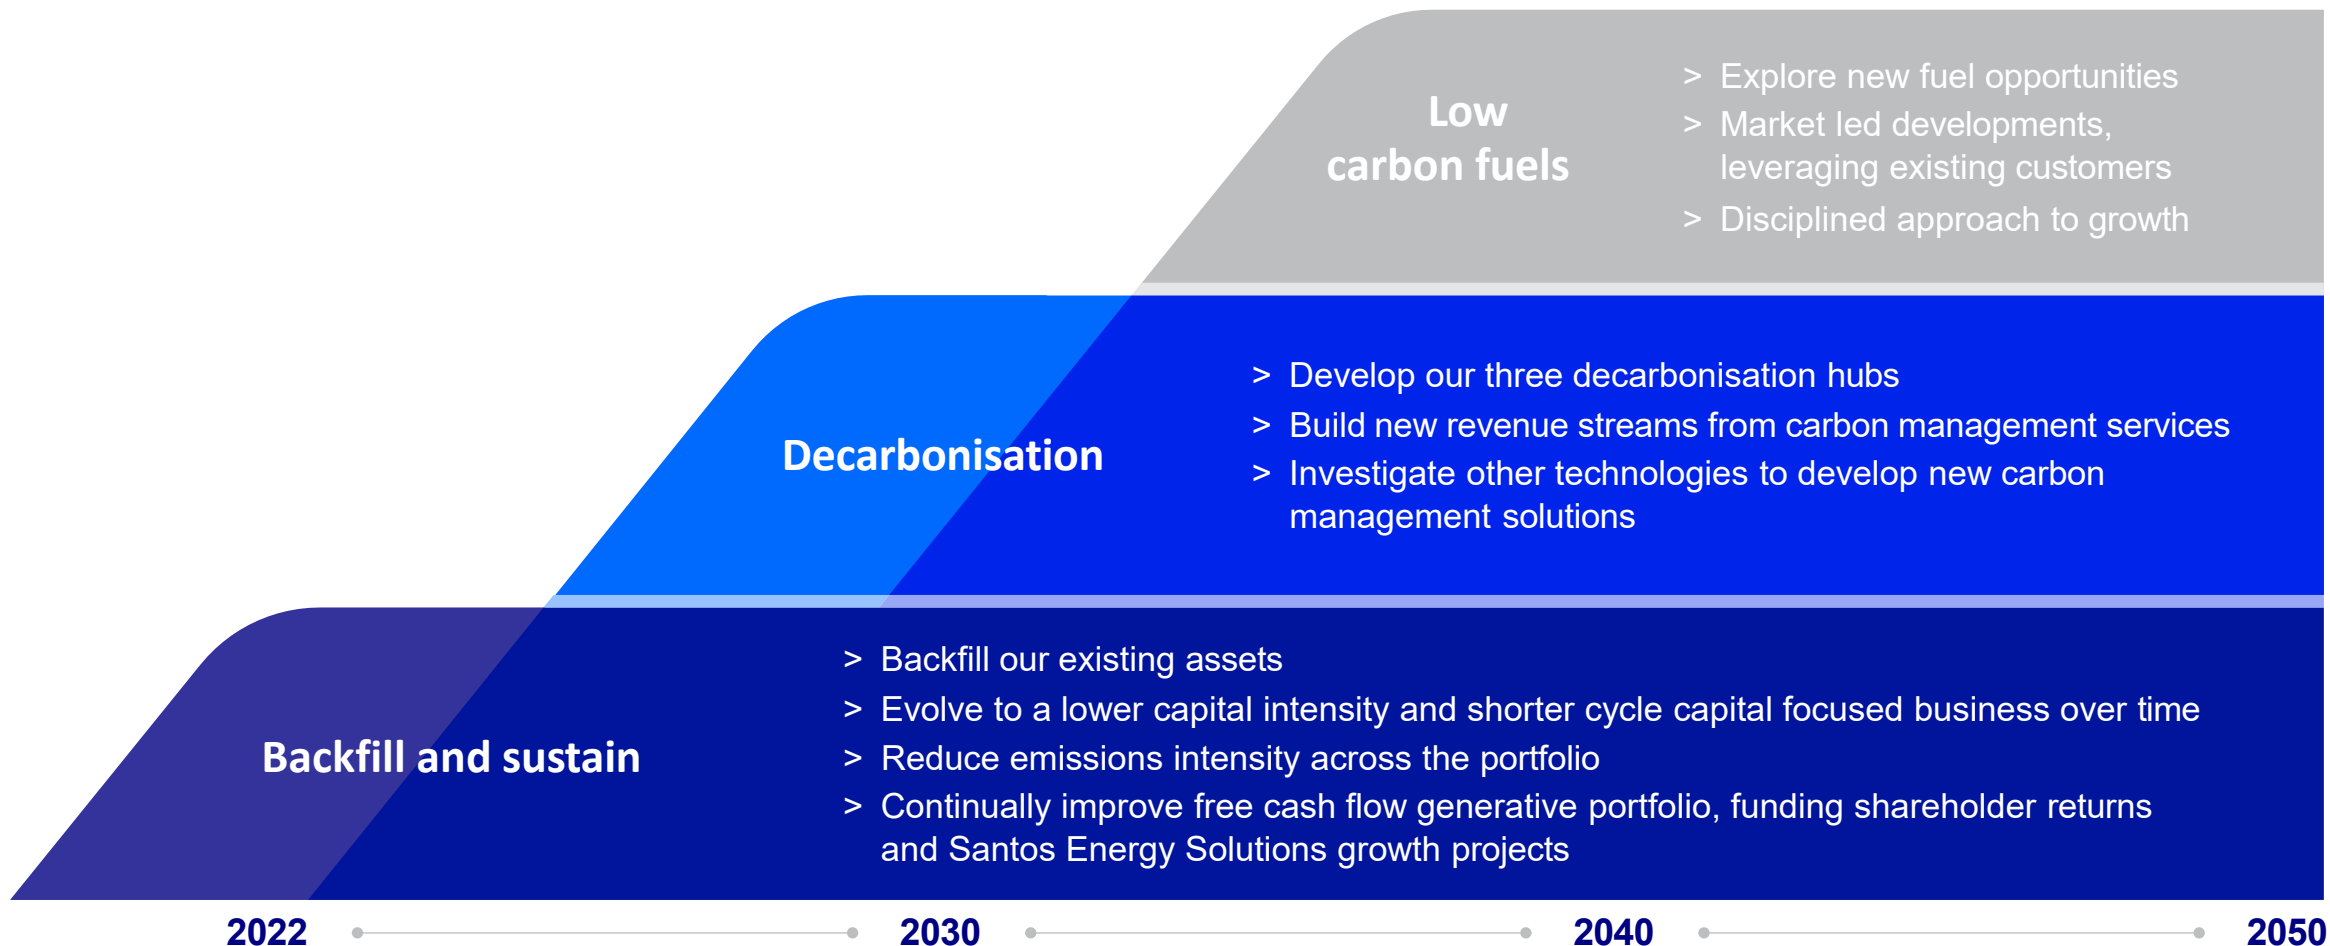 Low
carbon fuels
> Explore new fuel opportunities
> Market led developments,
leveraging existing customers
> Disciplined approach to growth
Decarbonisation
> Develop our three decarbonisation hubs
> Build new revenue streams from carbon management services
> Investigate other technologies to develop new carbon
management solutions
Backfill and sustain
> Backfill our existing assets
> Evolve to a lower capital intensity and shorter cycle capital focused business over time
> Reduce emissions intensity across the portfolio
> Continually improve free cash flow generative portfolio, funding shareholder returns
and Santos Energy Solutions growth projects
2022 2030 2040 2050